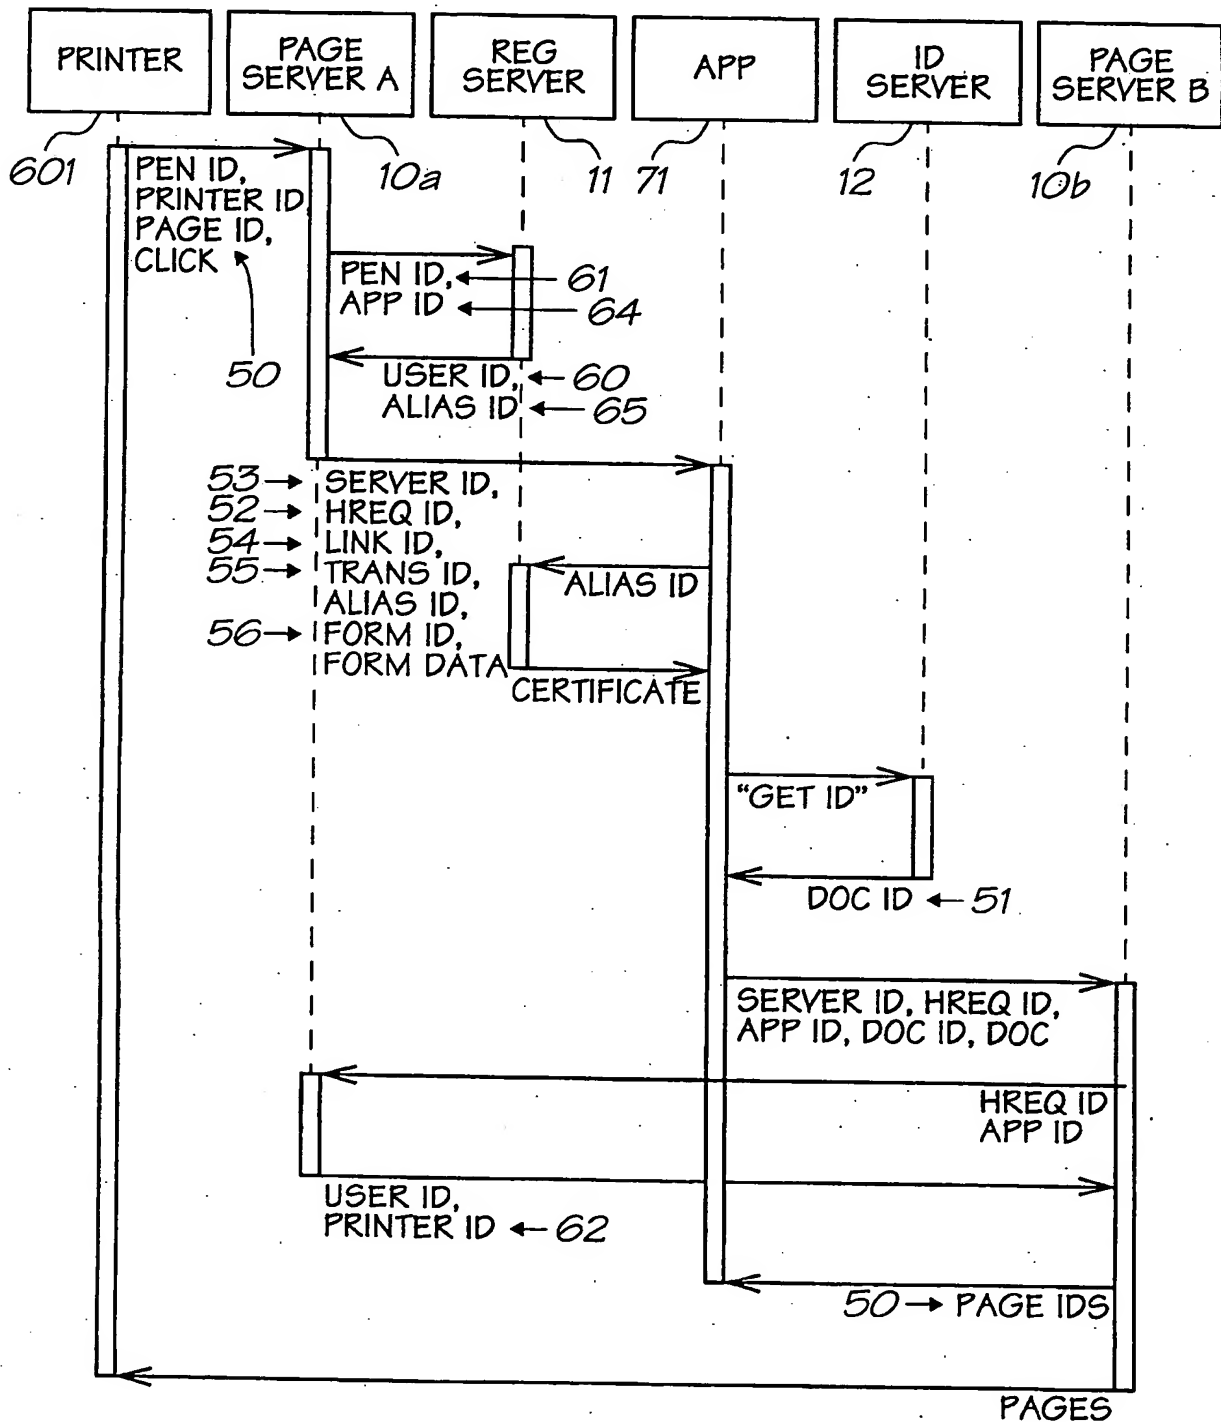 PRINTER
PAGE
SERVER A
REG
SERVER
APP
ID
SERVER
PAGE
SERVER B
601
10a
11
71
12
10b
PEN ID,
PRINTER ID
PAGE ID,
CLICK
50
PEN ID, 61
APP ID 64
USER ID, 60
ALIAS ID 65
53 SERVER ID,
52 HREQ ID,
54 LINK ID,
55 TRANS ID,
ALIAS ID,
56 FORM ID,
FORM DATA
ALIAS ID
CERTIFICATE
"GET ID"
DOC ID 51
SERVER ID, HREQ ID,
APP ID, DOC ID, DOC
HREQ ID
APP ID
USER ID,
PRINTER ID 62
50 PAGE IDS
PAGES